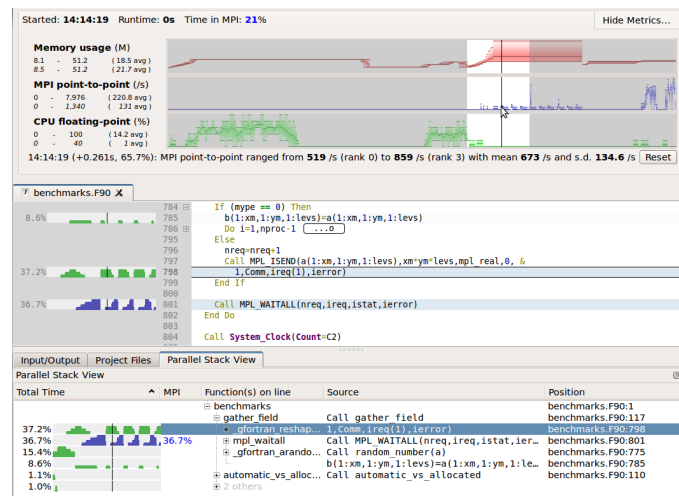 Started: 14:14:19 Runtime: 0s Time in MPI: 21%
Hide Metrics...
Memory usage (M)
8.1 - 51.2 (18.5 avg)
8.5 - 51.2 (21.7 avg)
MPI point-to-point (/s)
0 - 7,976 (220.8 avg)
0 - 1,340 (131 avg)
CPU floating-point (%)
0 - 100 (14.2 avg)
0 - 40 (1 avg)
14:14:19 (+0.261s, 65.7%): MPI point-to-point ranged from 519 /s (rank 0) to 859 /s (rank 3) with mean 673 /s and s.d. 134.6 /s Reset
benchmarks.F90 X
784 If (mype == 0) Then
8.6% 785 b(1:xm,1:ym,1:levs)=a(1:xm,1:ym,1:levs)
786 Do i=1,nproc-1 ...o
795 Else
796 nreq=nreq+1
797 Call MPL_ISEND(a(1:xm,1:ym,1:levs),xm*ym*levs,mpl_real,0, &
37.2% 798 1,Comm,ireq(1),ierror)
799 End If
800
36.7% 801 Call MPL_WAITALL(nreq,ireq,istat,ierror)
802 End Do
803
804 Call System_Clock(Count=C2)
Input/Output Project Files Parallel Stack View
Parallel Stack View
Total Time MPI Function(s) on line Source Position
benchmarks benchmarks.F90:1
gather_field Call gather_field benchmarks.F90:117
37.2% _gfortran_reshap... 1,Comm,ireq(1),ierror) benchmarks.F90:798
36.7% 36.7% mpl_waitall Call MPL_WAITALL(nreq,ireq,istat,ier... benchmarks.F90:801
15.4% _gfortran_arando... Call random_number(a) benchmarks.F90:775
8.6% b(1:xm,1:ym,1:levs)=a(1:xm,1:ym,1:le... benchmarks.F90:785
1.1% automatic_vs_alloc... Call automatic_vs_allocated benchmarks.F90:110
1.0% 2 others